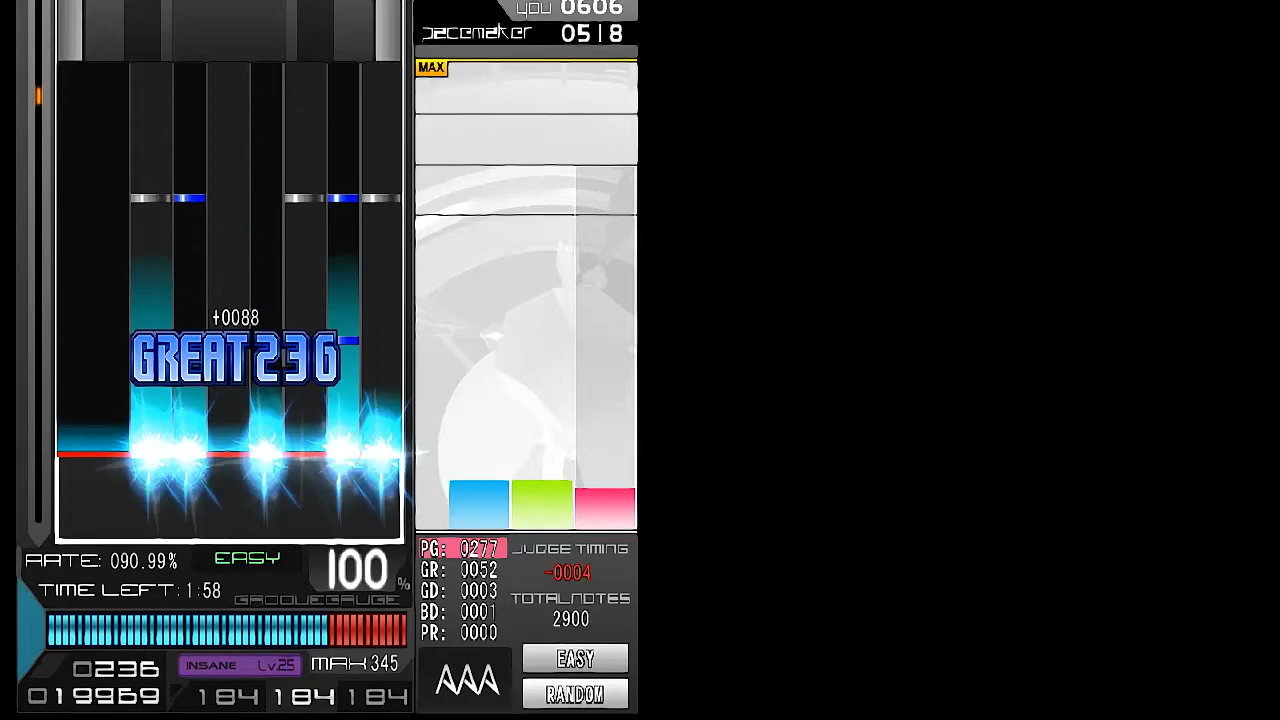 YOU 0606
pacemaker 0518
MAX
+0088
GREAT 236
PG: 0277 JUDGE TIMING
GR: 0052 -0004
GD: 0003 TOTALNOTES
BD: 0001 2900
PR: 0000
RATE: 090.99% EASY 100 %
TIME LEFT: 1:58 GROOVEGAUGE
0236 INSANE Lv25 MAX 345
019969 184 184 184
AAA
EASY
RANDOM